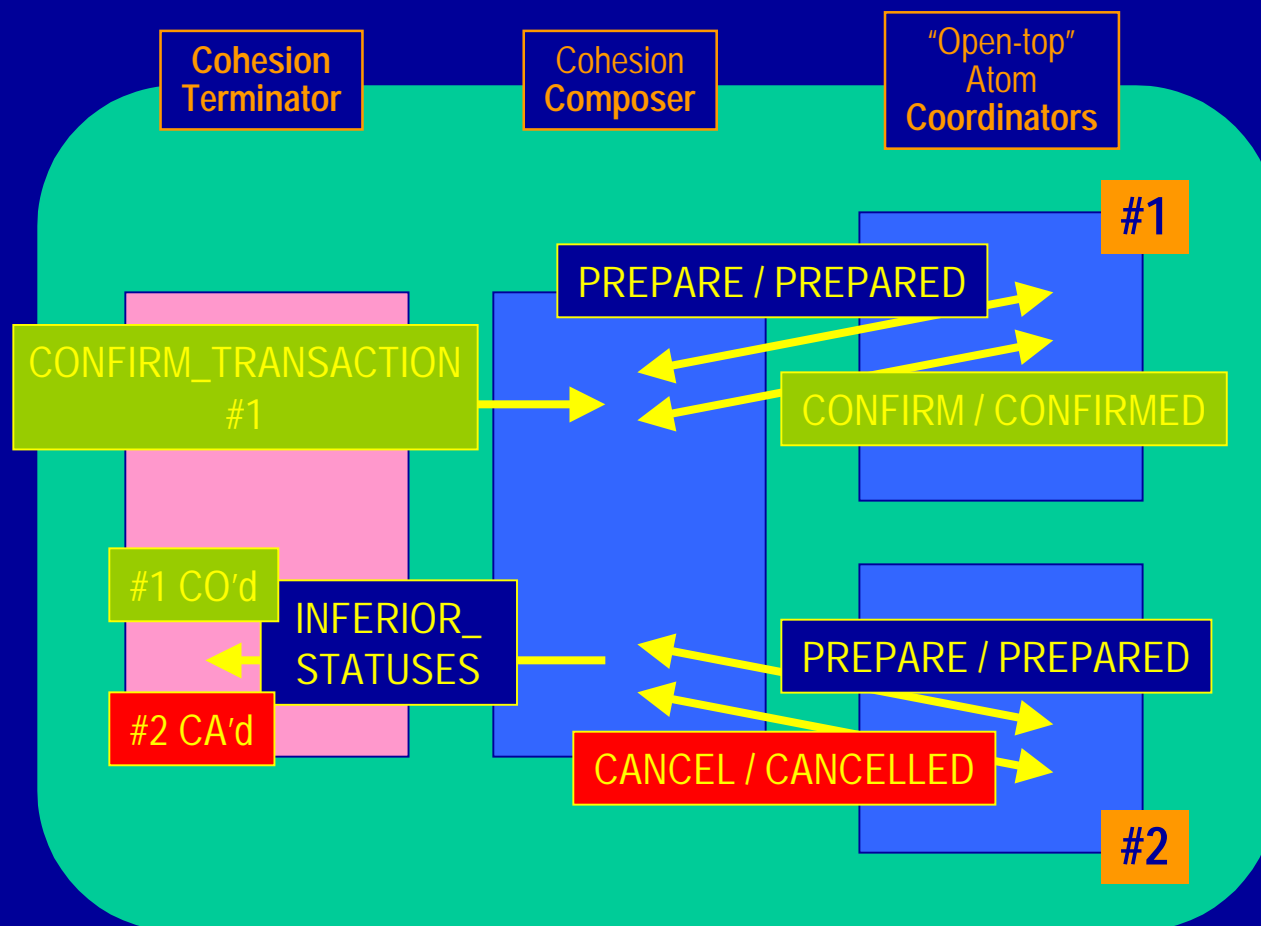 Cohesion
Terminator
Cohesion
Composer
“Open-top”
Atom
Coordinators
#1
PREPARE / PREPARED
CONFIRM_TRANSACTION
#1
CONFIRM / CONFIRMED
#1 CO’d
INFERIOR_
STATUSES
#2 CA’d
PREPARE / PREPARED
CANCEL / CANCELLED
#2